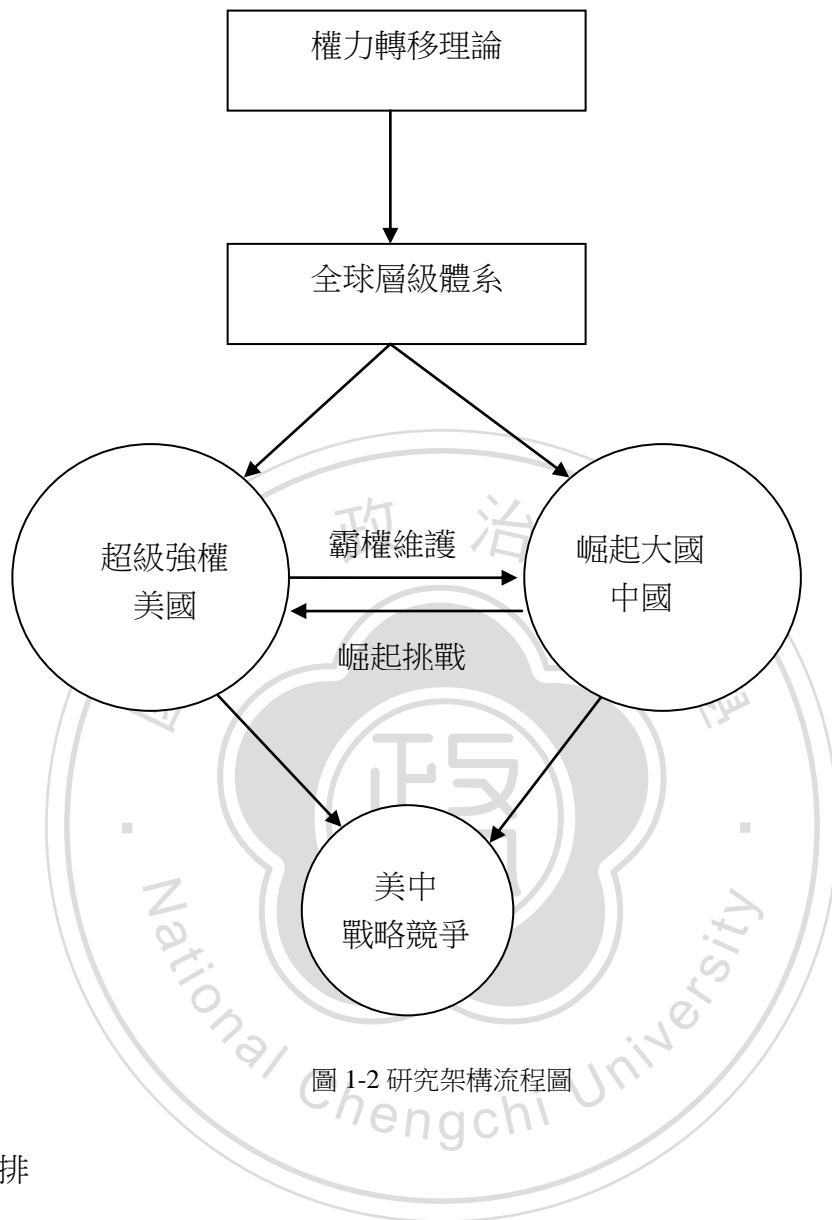 權力轉移理論
全球層級體系
政 治
超級強權
美國
霸權維護
崛起大國
中國
崛起挑戰
美中
戰略競爭
National Chengchi University
圖 1-2 研究架構流程圖
排